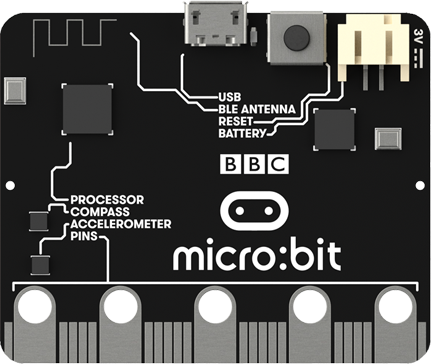 3V
USB
BLE ANTENNA
RESET
BATTERY
BBC
PROCESSOR
COMPASS
ACCELEROMETER
PINS
micro:bit